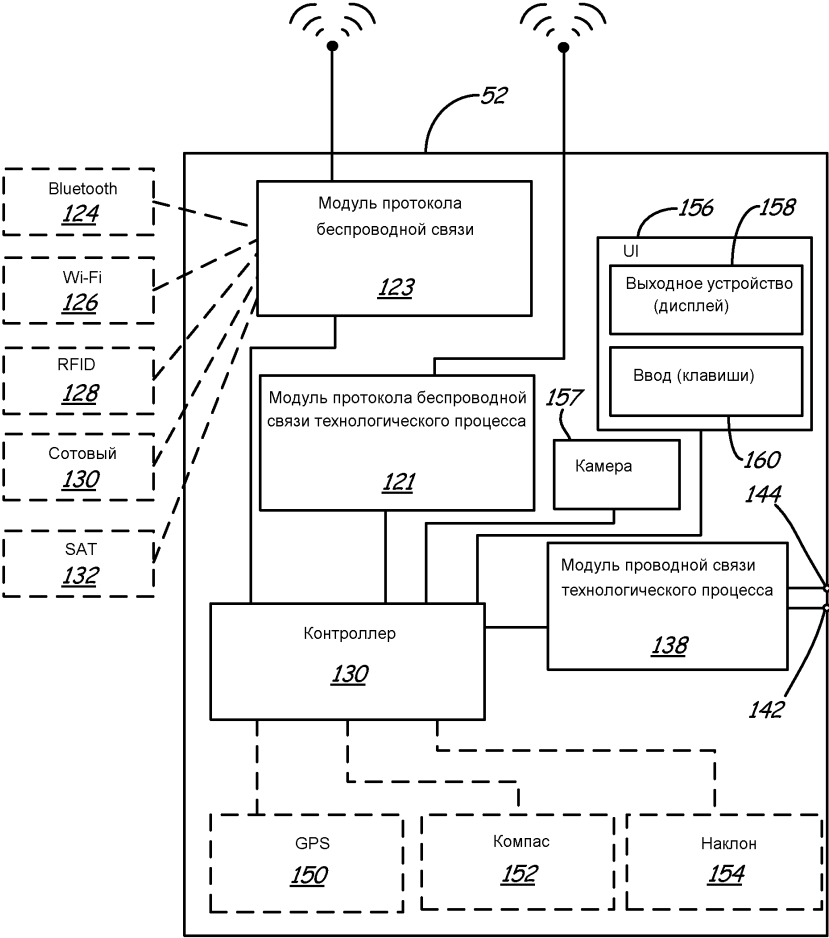 52
Bluetooth
124
Wi-Fi
126
RFID
128
Сотовый
130
SAT
132
Модуль протокола
беспроводной связи
123
156
158
UI
Выходное устройство
(дисплей)
Ввод (клавиши)
160
Модуль протокола беспроводной
связи технологического процесса
121
157
Камера
144
Модуль проводной связи
технологического процесса
138
142
Контроллер
130
GPS
150
Компас
152
Наклон
154